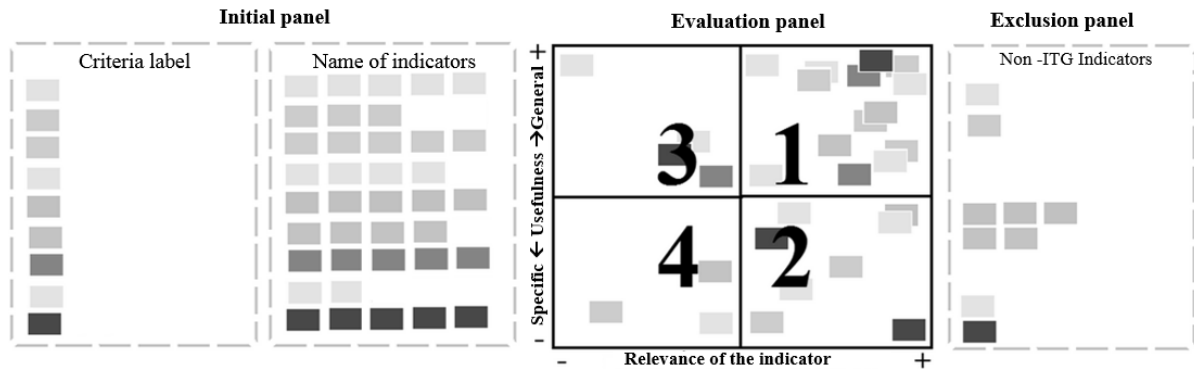 Initial panel
Evaluation panel
Exclusion panel
Criteria label
Name of indicators
Non -ITG Indicators
+
Specific ← Usefulness → General
-
3
1
4
2
-
Relevance of the indicator
+